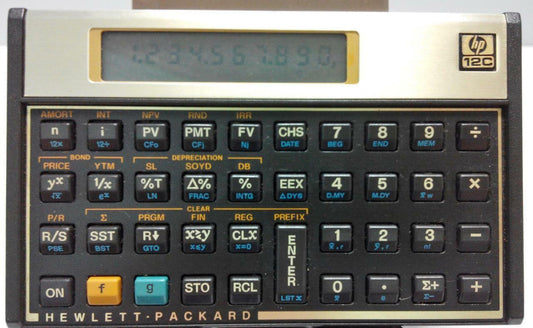 1.2 3 4.5 6 7.8 9 0,
hp
12C
AMORT INT NPV RND IRR
n i PV PMT FV CHS 7 8 9 ÷
12× 12÷ CFo CFj Nj DATE BEG END MEM
BOND DEPRECIATION
PRICE YTM SL SOYD DB
yx 1/x %T Δ% % EEX 4 5 6 ×
√x ex LN FRAC INTG ΔDYS D.MY M.DY x̄w
CLEAR
P/R Σ PRGM FIN REG PREFIX
R/S SST R↓ x≷y CLx ENTER 1 2 3 −
PSE BST GTO x≤y x=0 x̂,r ŷ,r n!
ON f g STO RCL 0 . Σ+ +
LSTx x̄ s Σ−
HEWLETT·PACKARD